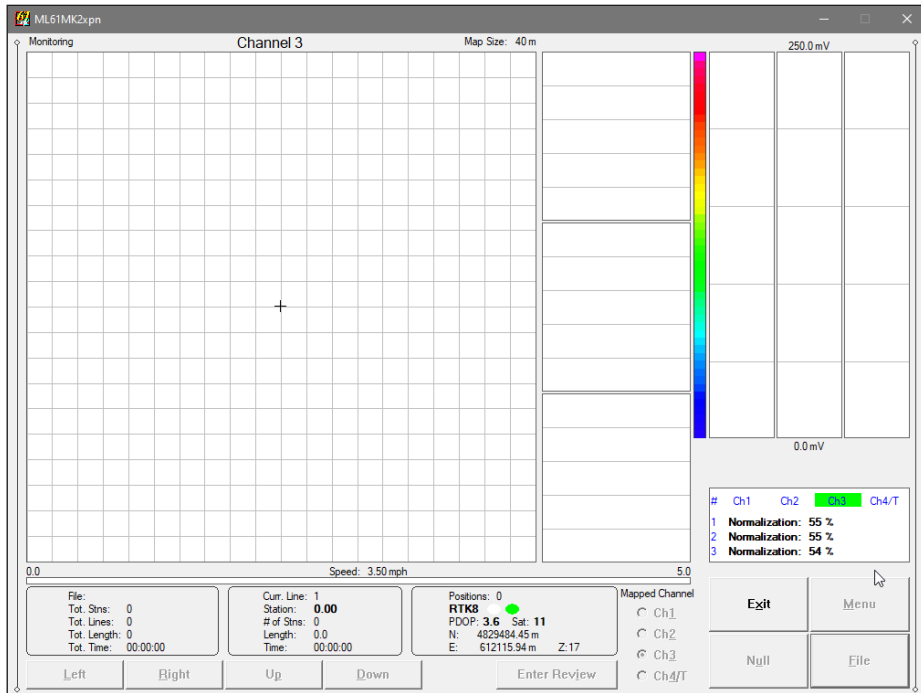 ML61MK2xpn
Monitoring Channel 3 Map Size: 40 m
250.0 mV
0.0 mV
# Ch1 Ch2 Ch3 Ch4/T
1 Normalization: 55 %
2 Normalization: 55 %
3 Normalization: 54 %
0.0 Speed: 3.50 mph 5.0
File:
Tot. Stns: 0
Tot. Lines: 0
Tot. Length: 0
Tot. Time: 00:00:00
Curr. Line: 1
Station: 0.00
# of Stns: 0
Length: 0.0
Time: 00:00:00
Positions: 0
RTK8
PDOP: 3.6 Sat: 11
N: 4829484.45 m
E: 612115.94 m Z:17
Mapped Channel
Ch1
Ch2
Ch3
Ch4/T
Exit Menu
Null File
Left Right Up Down Enter Review